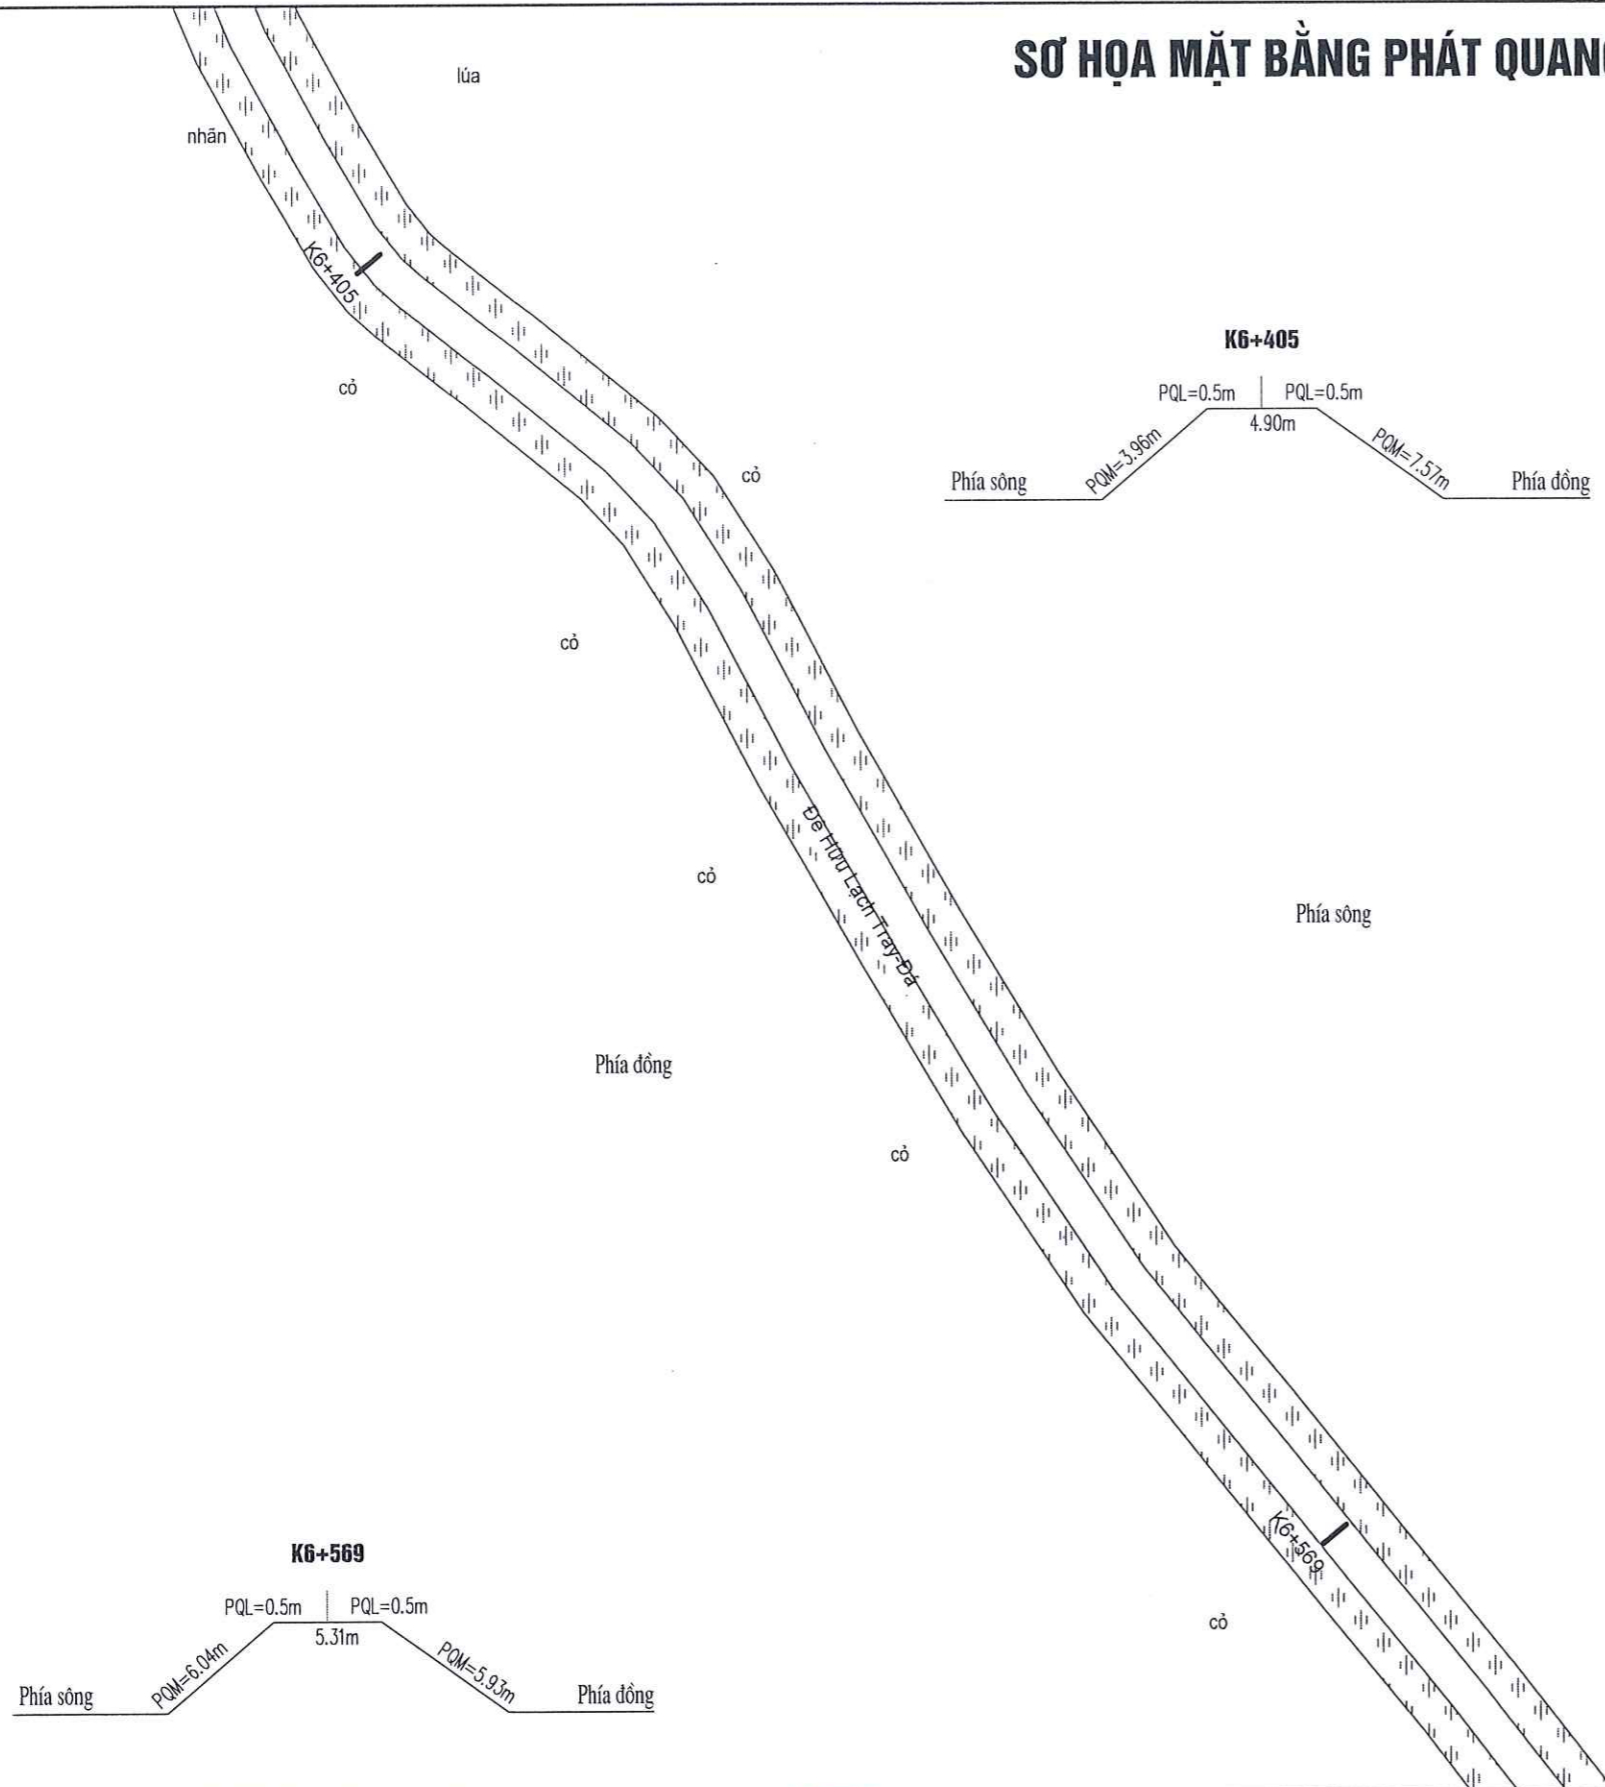 SƠ HỌA MẶT BẰNG PHÁT QUANG
lúa
nhãn
K6+405
cỏ
cỏ
K6+405
PQL=0.5m PQL=0.5m
4.90m
PQM=3.96m
PQM=7.57m
Phía sông
Phía đồng
cỏ
cỏ
Đê Hữu Lạch Tray-Đá
Phía sông
Phía đồng
cỏ
K6+569
cỏ
K6+569
PQL=0.5m PQL=0.5m
5.31m
PQM=6.04m
PQM=5.93m
Phía sông
Phía đồng